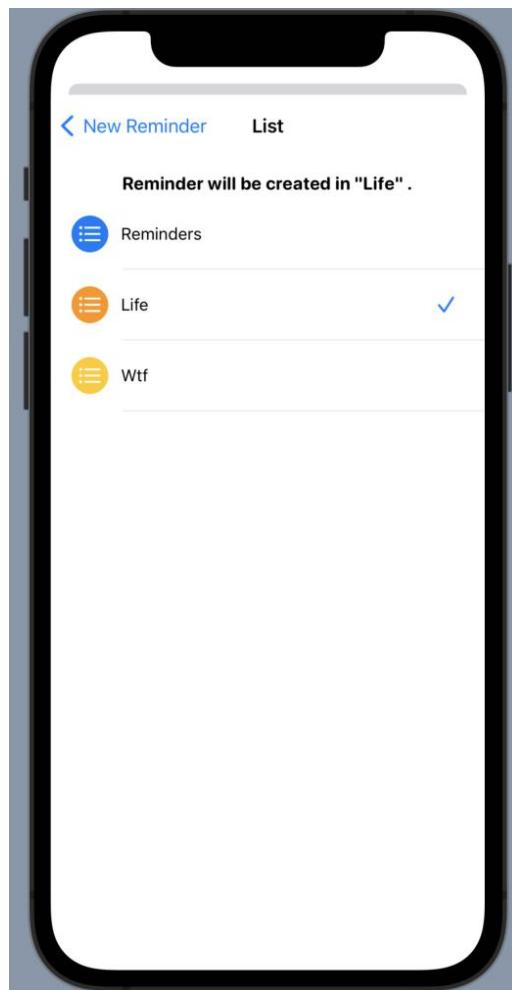 New Reminder List
Reminder will be created in "Life" .
Reminders
Life
Wtf